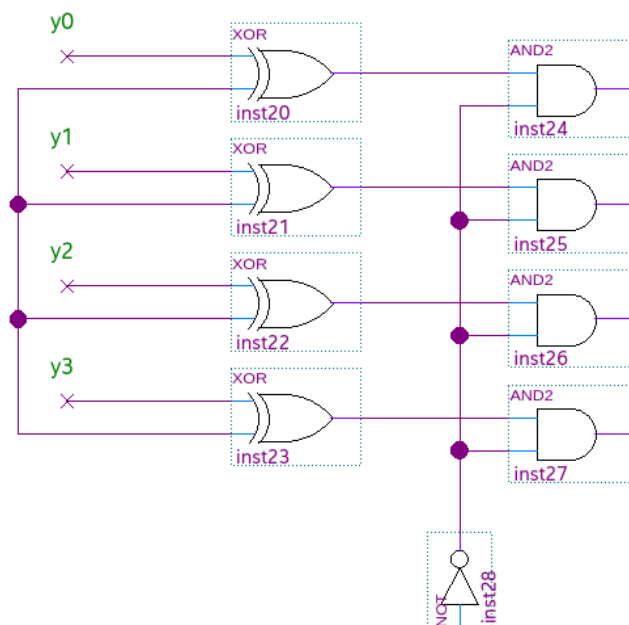 y0
XOR
inst20
AND2
inst24
y1
XOR
inst21
AND2
inst25
y2
XOR
inst22
AND2
inst26
y3
XOR
inst23
AND2
inst27
NOT
inst28